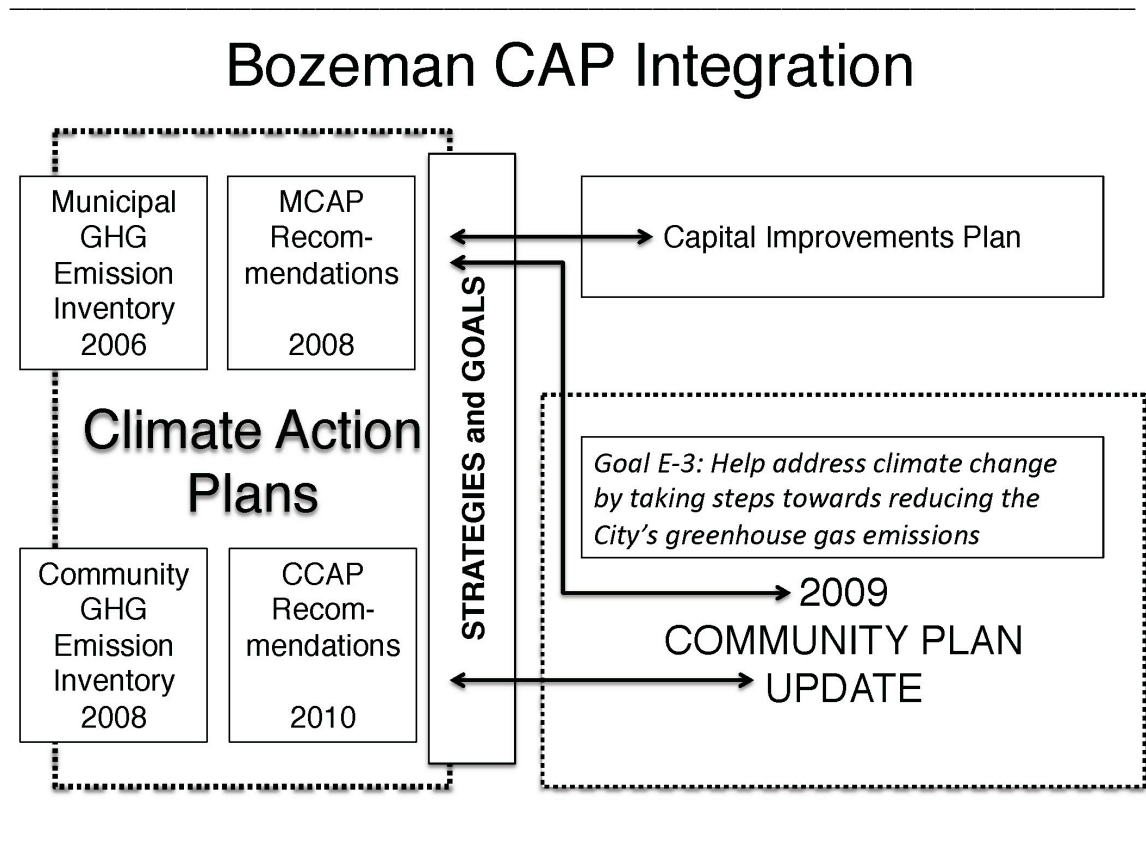 Bozeman CAP Integration
Municipal
GHG
Emission
Inventory
2006
MCAP
Recom-
mendations
2008
Climate Action
Plans
Community
GHG
Emission
Inventory
2008
CCAP
Recom-
mendations
2010
STRATEGIES and GOALS
Capital Improvements Plan
Goal E-3: Help address climate change
by taking steps towards reducing the
City’s greenhouse gas emissions
2009
COMMUNITY PLAN
UPDATE